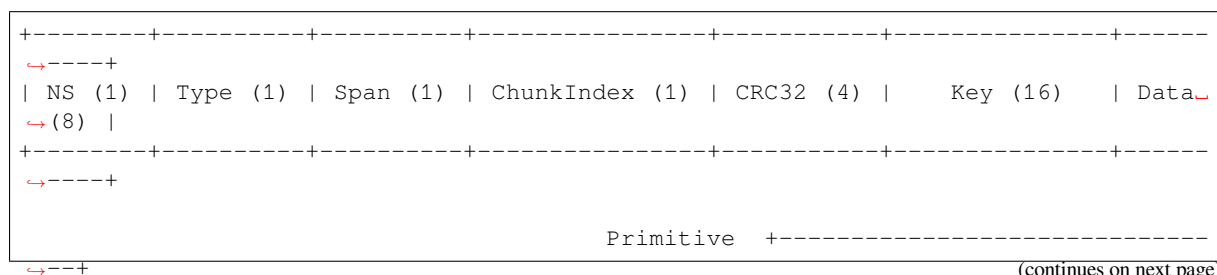 +--------+----------+----------+----------------+-----------+---------------+------
↪----+
| NS (1) | Type (1) | Span (1) | ChunkIndex (1) | CRC32 (4) |    Key (16)   | Data␣
↪(8) |
+--------+----------+----------+----------------+-----------+---------------+------
↪----+
Primitive  +------------------------------
↪--+
(continues on next page)